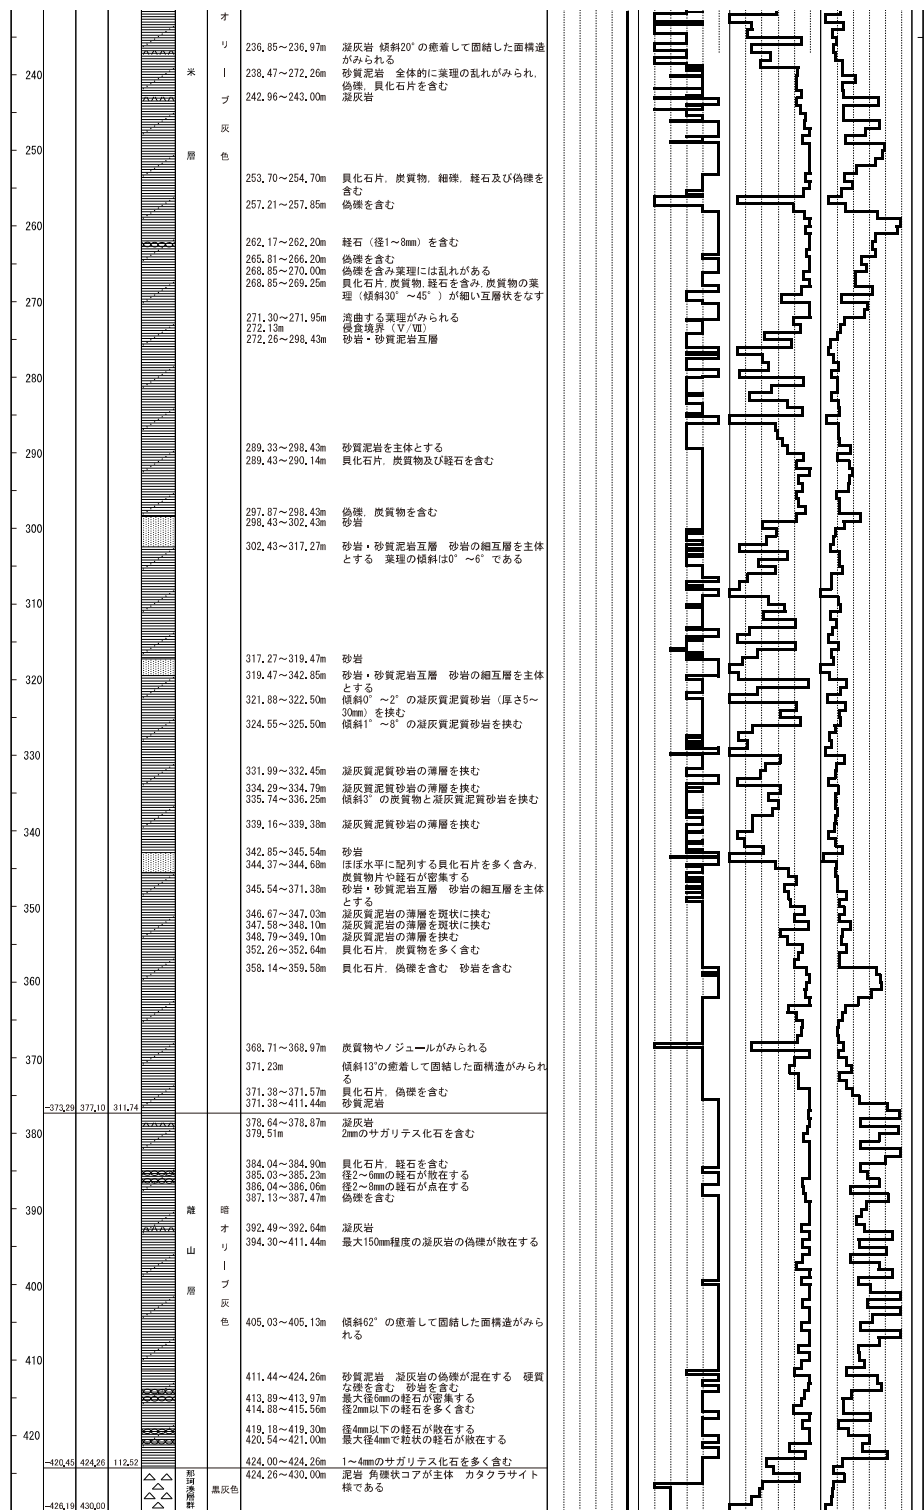 オリーブ灰色
米層
236.85～236.97m 凝灰岩 傾斜20°の癒着して固結した面構造
がみられる
240
238.47～272.26m 砂質泥岩 全体的に葉理の乱れがみられ,
偽礫, 貝化石片を含む
242.96～243.00m 凝灰岩
250
253.70～254.70m 貝化石片, 炭質物, 細礫, 軽石及び偽礫を
含む
257.21～257.85m 偽礫を含む
260
262.17～262.20m 軽石（径1～8mm）を含む
265.81～266.20m 偽礫を含む
268.85～270.00m 偽礫を含み葉理には乱れがある
268.85～269.25m 貝化石片, 炭質物, 軽石を含み, 炭質物の葉
理（傾斜30°～45°）が細い互層状をなす
270
271.30～271.95m 湾曲する葉理がみられる
272.13m 侵食境界（Ⅴ/Ⅶ）
272.26～298.43m 砂岩・砂質泥岩互層
280
289.33～298.43m 砂質泥岩を主体とする
290
289.43～290.14m 貝化石片, 炭質物及び軽石を含む
297.87～298.43m 偽礫, 炭質物を含む
298.43～302.43m 砂岩
300
302.43～317.27m 砂岩・砂質泥岩互層 砂岩の細互層を主体
とする 葉理の傾斜は0°～6°である
310
317.27～319.47m 砂岩
320
319.47～342.85m 砂岩・砂質泥岩互層 砂岩の細互層を主体
とする
321.88～322.50m 傾斜0°～2°の凝灰質泥質砂岩（厚さ5～
30mm）を挟む
324.55～325.50m 傾斜1°～8°の凝灰質泥質砂岩を挟む
330
331.99～332.45m 凝灰質泥質砂岩の薄層を挟む
334.29～334.79m 凝灰質泥質砂岩の薄層を挟む
335.74～336.25m 傾斜3°の炭質物と凝灰質泥質砂岩を挟む
339.16～339.38m 凝灰質泥質砂岩の薄層を挟む
340
342.85～345.54m 砂岩
344.37～344.68m ほぼ水平に配列する貝化石片を多く含み,
炭質物片や軽石が密集する
345.54～371.38m 砂岩・砂質泥岩互層 砂岩の細互層を主体
とする
350
346.67～347.03m 凝灰質泥岩の薄層を斑状に挟む
347.58～348.10m 凝灰質泥岩の薄層を斑状に挟む
348.79～349.10m 凝灰質泥岩の薄層を挟む
352.26～352.64m 貝化石片, 炭質物を多く含む
358.14～359.58m 貝化石片, 偽礫を含む 砂岩を含む
360
368.71～368.97m 炭質物やノジュールがみられる
370
371.23m 傾斜13°の癒着して固結した面構造がみられ
る
371.38～371.57m 貝化石片, 偽礫を含む
371.38～411.44m 砂質泥岩
-373.29 377.10 311.74
離山層
暗オリーブ灰色
378.64～378.87m 凝灰岩
380
379.51m 2mmのサガリテス化石を含む
384.04～384.90m 貝化石片, 軽石を含む
385.03～385.23m 径2～6mmの軽石が散在する
386.04～386.06m 径2～8mmの軽石が点在する
387.13～387.47m 偽礫を含む
390
392.49～392.64m 凝灰岩
394.30～411.44m 最大150mm程度の凝灰岩の偽礫が散在する
400
405.03～405.13m 傾斜62°の癒着して固結した面構造がみら
れる
410
411.44～424.26m 砂質泥岩 凝灰岩の偽礫が混在する 硬質
な礫を含む 砂岩を含む
413.89～413.97m 最大径6mmの軽石が密集する
414.88～415.56m 径2mm以下の軽石を多く含む
419.18～419.30m 径4mm以下の軽石が散在する
420
420.54～421.00m 最大径4mmで粒状の軽石が散在する
424.00～424.26m 1～4mmのサガリテス化石を多く含む
-420.45 424.26 112.52
那珂湊層群
黒灰色
424.26～430.00m 泥岩 角礫状コアが主体 カタクラサイト
様である
-426.19 430.00